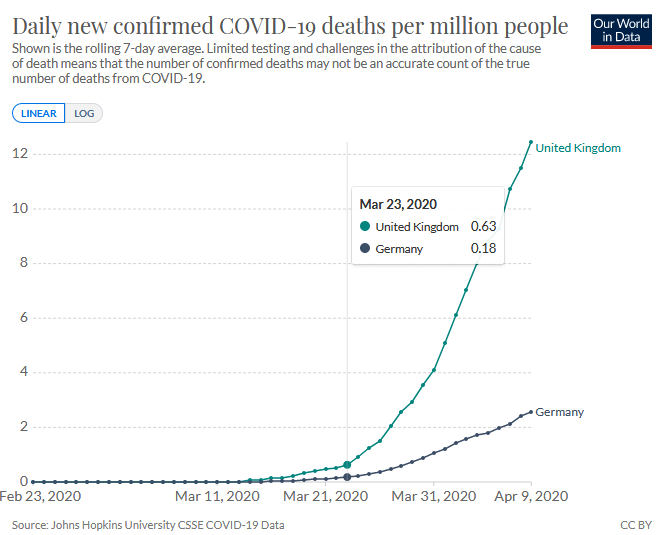 Daily new confirmed COVID-19 deaths per million people
Our World
in Data
Shown is the rolling 7-day average. Limited testing and challenges in the attribution of the cause
of death means that the number of confirmed deaths may not be an accurate count of the true
number of deaths from COVID-19.
LINEAR LOG
12
10
8
6
4
2
0
United Kingdom
Mar 23, 2020
United Kingdom 0.63
Germany 0.18
Germany
Feb 23, 2020 Mar 11, 2020 Mar 21, 2020 Mar 31, 2020 Apr 9, 2020
Source: Johns Hopkins University CSSE COVID-19 Data CC BY